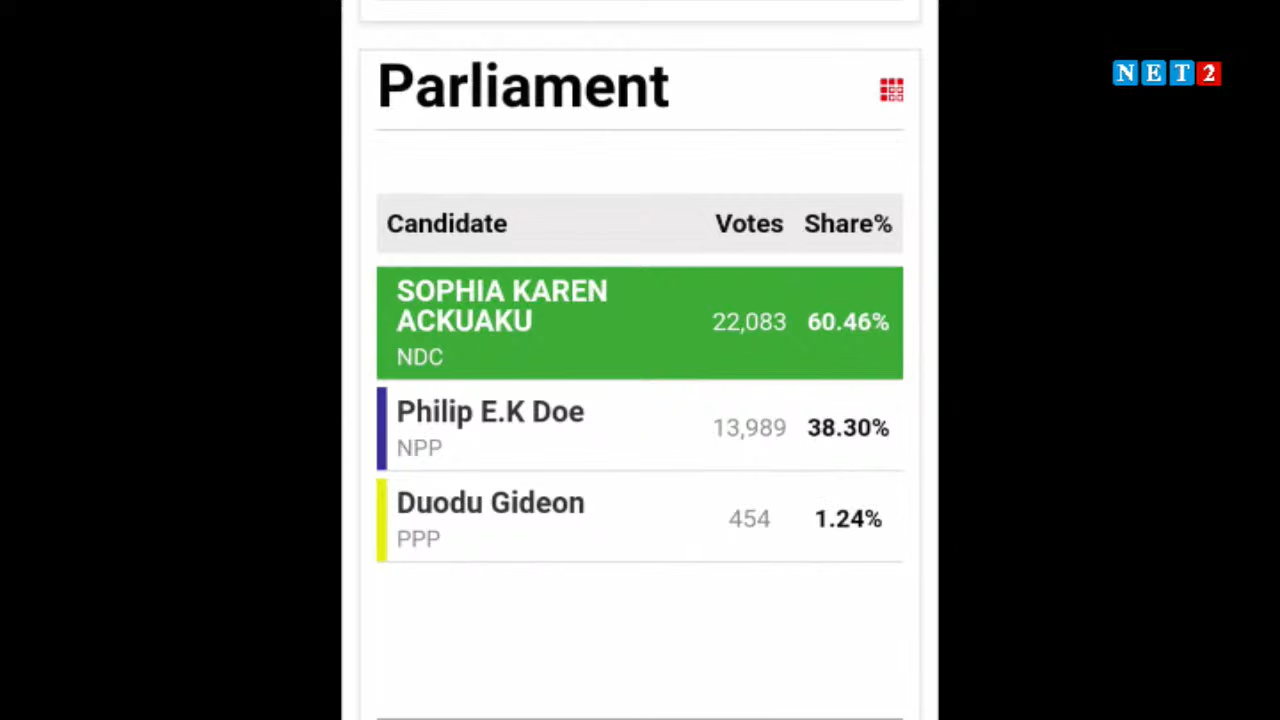 Parliament
NET2
Candidate Votes Share%
SOPHIA KAREN
ACKUAKU
22,083 60.46%
NDC
Philip E.K Doe
13,989 38.30%
NPP
Duodu Gideon
454 1.24%
PPP